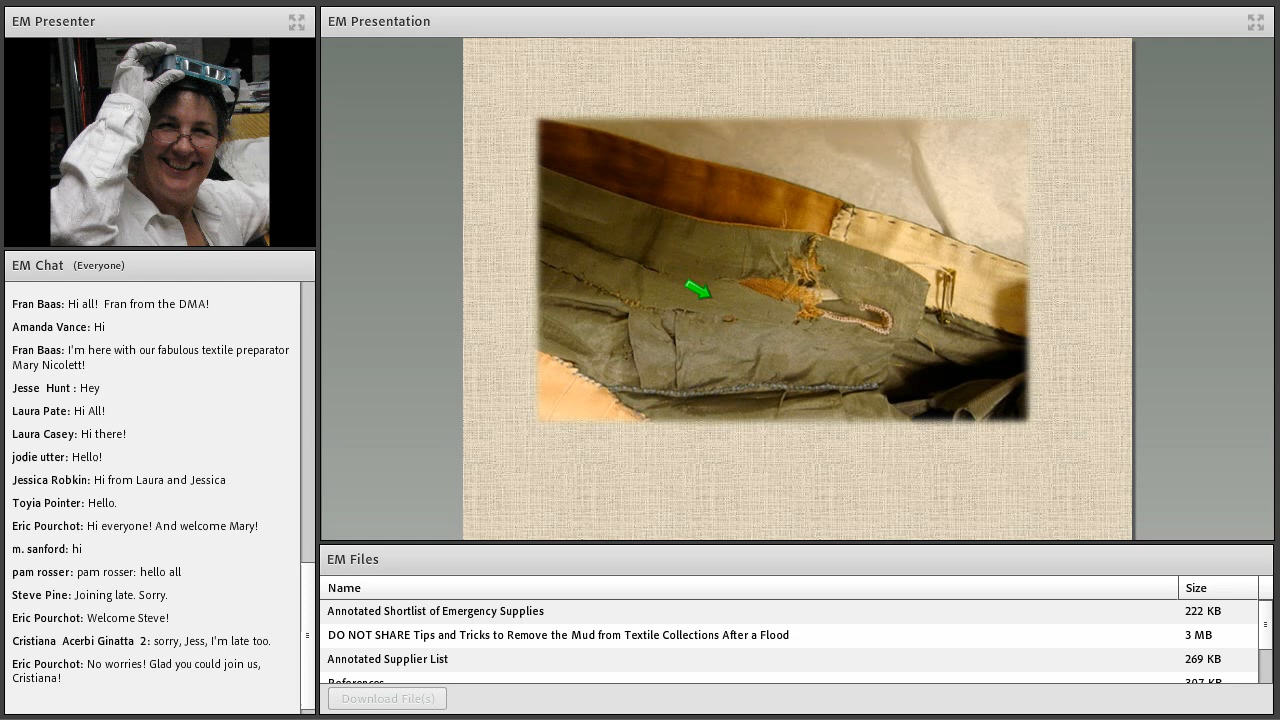 EM Presenter
EM Chat (Everyone)
Fran Baas: Hi all! Fran from the DMA!
Amanda Vance: Hi
Fran Baas: I'm here with our fabulous textile preparator
Mary Nicolett!
Jesse Hunt : Hey
Laura Pate: Hi All!
Laura Casey: Hi there!
jodie utter: Hello!
Jessica Robkin: Hi from Laura and Jessica
Toyia Pointer: Hello.
Eric Pourchot: Hi everyone! And welcome Mary!
m. sanford: hi
pam rosser: pam rosser: hello all
Steve Pine: Joining late. Sorry.
Eric Pourchot: Welcome Steve!
Cristiana Acerbi Ginatta 2: sorry, Jess, I'm late too.
Eric Pourchot: No worries! Glad you could join us,
Cristiana!
EM Presentation
EM Files
Name Size
Annotated Shortlist of Emergency Supplies 222 KB
DO NOT SHARE Tips and Tricks to Remove the Mud from Textile Collections After a Flood 3 MB
Annotated Supplier List 269 KB
References 307 KB
Download File(s)